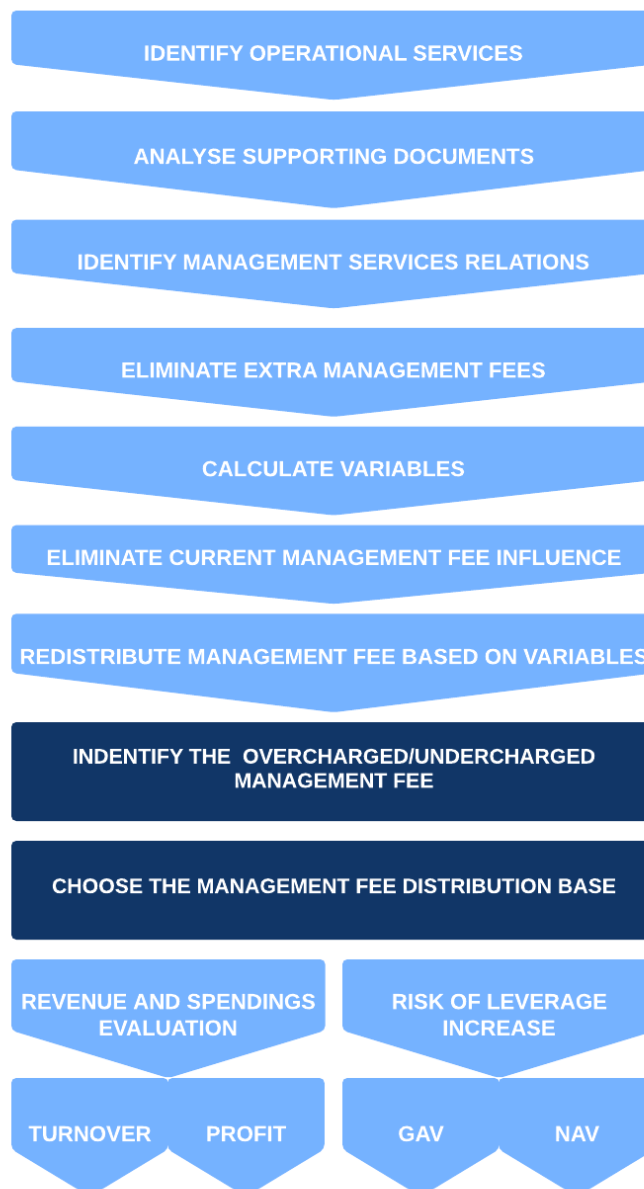 IDENTIFY OPERATIONAL SERVICES
ANALYSE SUPPORTING DOCUMENTS
IDENTIFY MANAGEMENT SERVICES RELATIONS
ELIMINATE EXTRA MANAGEMENT FEES
CALCULATE VARIABLES
ELIMINATE CURRENT MANAGEMENT FEE INFLUENCE
REDISTRIBUTE MANAGEMENT FEE BASED ON VARIABLES
INDENTIFY THE OVERCHARGED/UNDERCHARGED
MANAGEMENT FEE
CHOOSE THE MANAGEMENT FEE DISTRIBUTION BASE
REVENUE AND SPENDINGS
EVALUATION
RISK OF LEVERAGE
INCREASE
TURNOVER
PROFIT
GAV
NAV